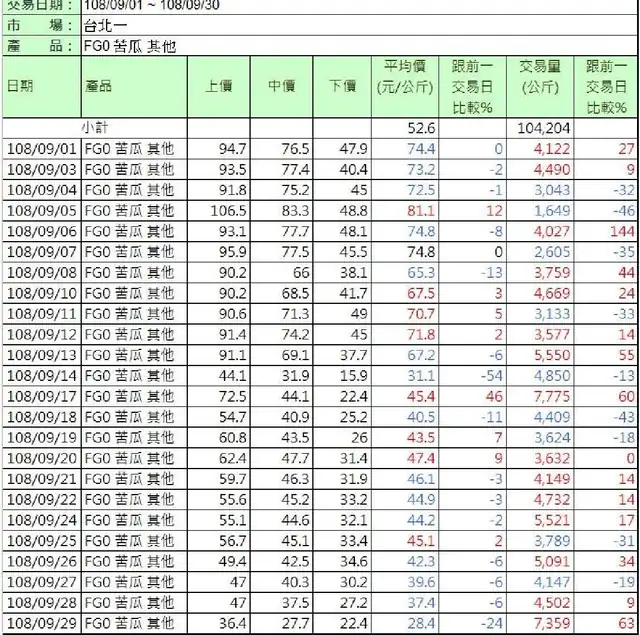 交易日期： 108/09/01 ~ 108/09/30
市 場： 台北一
產 品： FG0 苦瓜 其他
日期 產品 上價 中價 下價 平均價 (元/公斤) 跟前一 交易日 比較% 交易量 (公斤) 跟前一 交易日 比較%
小計 52.6 104,204
108/09/01 FG0 苦瓜 其他 94.7 76.5 47.9 74.4 0 4,122 27
108/09/03 FG0 苦瓜 其他 93.5 77.4 40.4 73.2 -2 4,490 9
108/09/04 FG0 苦瓜 其他 91.8 75.2 45 72.5 -1 3,043 -32
108/09/05 FG0 苦瓜 其他 106.5 83.3 48.8 81.1 12 1,649 -46
108/09/06 FG0 苦瓜 其他 93.1 77.7 48.1 74.8 -8 4,027 144
108/09/07 FG0 苦瓜 其他 95.9 77.5 45.5 74.8 0 2,605 -35
108/09/08 FG0 苦瓜 其他 90.2 66 38.1 65.3 -13 3,759 44
108/09/10 FG0 苦瓜 其他 90.2 68.5 41.7 67.5 3 4,669 24
108/09/11 FG0 苦瓜 其他 90.6 71.3 49 70.7 5 3,133 -33
108/09/12 FG0 苦瓜 其他 91.4 74.2 45 71.8 2 3,577 14
108/09/13 FG0 苦瓜 其他 91.1 69.1 37.7 67.2 -6 5,550 55
108/09/14 FG0 苦瓜 其他 44.1 31.9 15.9 31.1 -54 4,850 -13
108/09/17 FG0 苦瓜 其他 72.5 44.1 22.4 45.4 46 7,775 60
108/09/18 FG0 苦瓜 其他 54.7 40.9 25.2 40.5 -11 4,409 -43
108/09/19 FG0 苦瓜 其他 60.8 43.5 26 43.5 7 3,624 -18
108/09/20 FG0 苦瓜 其他 62.4 47.7 31.4 47.4 9 3,632 0
108/09/21 FG0 苦瓜 其他 59.7 46.3 31.9 46.1 -3 4,149 14
108/09/22 FG0 苦瓜 其他 55.6 45.2 33.2 44.9 -3 4,732 14
108/09/24 FG0 苦瓜 其他 55.1 44.6 32.1 44.2 -2 5,521 17
108/09/25 FG0 苦瓜 其他 56.7 45.1 33.4 45.1 2 3,789 -31
108/09/26 FG0 苦瓜 其他 49.4 42.5 34.6 42.3 -6 5,091 34
108/09/27 FG0 苦瓜 其他 47 40.3 30.2 39.6 -6 4,147 -19
108/09/28 FG0 苦瓜 其他 47 37.5 27.2 37.4 -6 4,502 9
108/09/29 FG0 苦瓜 其他 36.4 27.7 22.4 28.4 -24 7,359 63